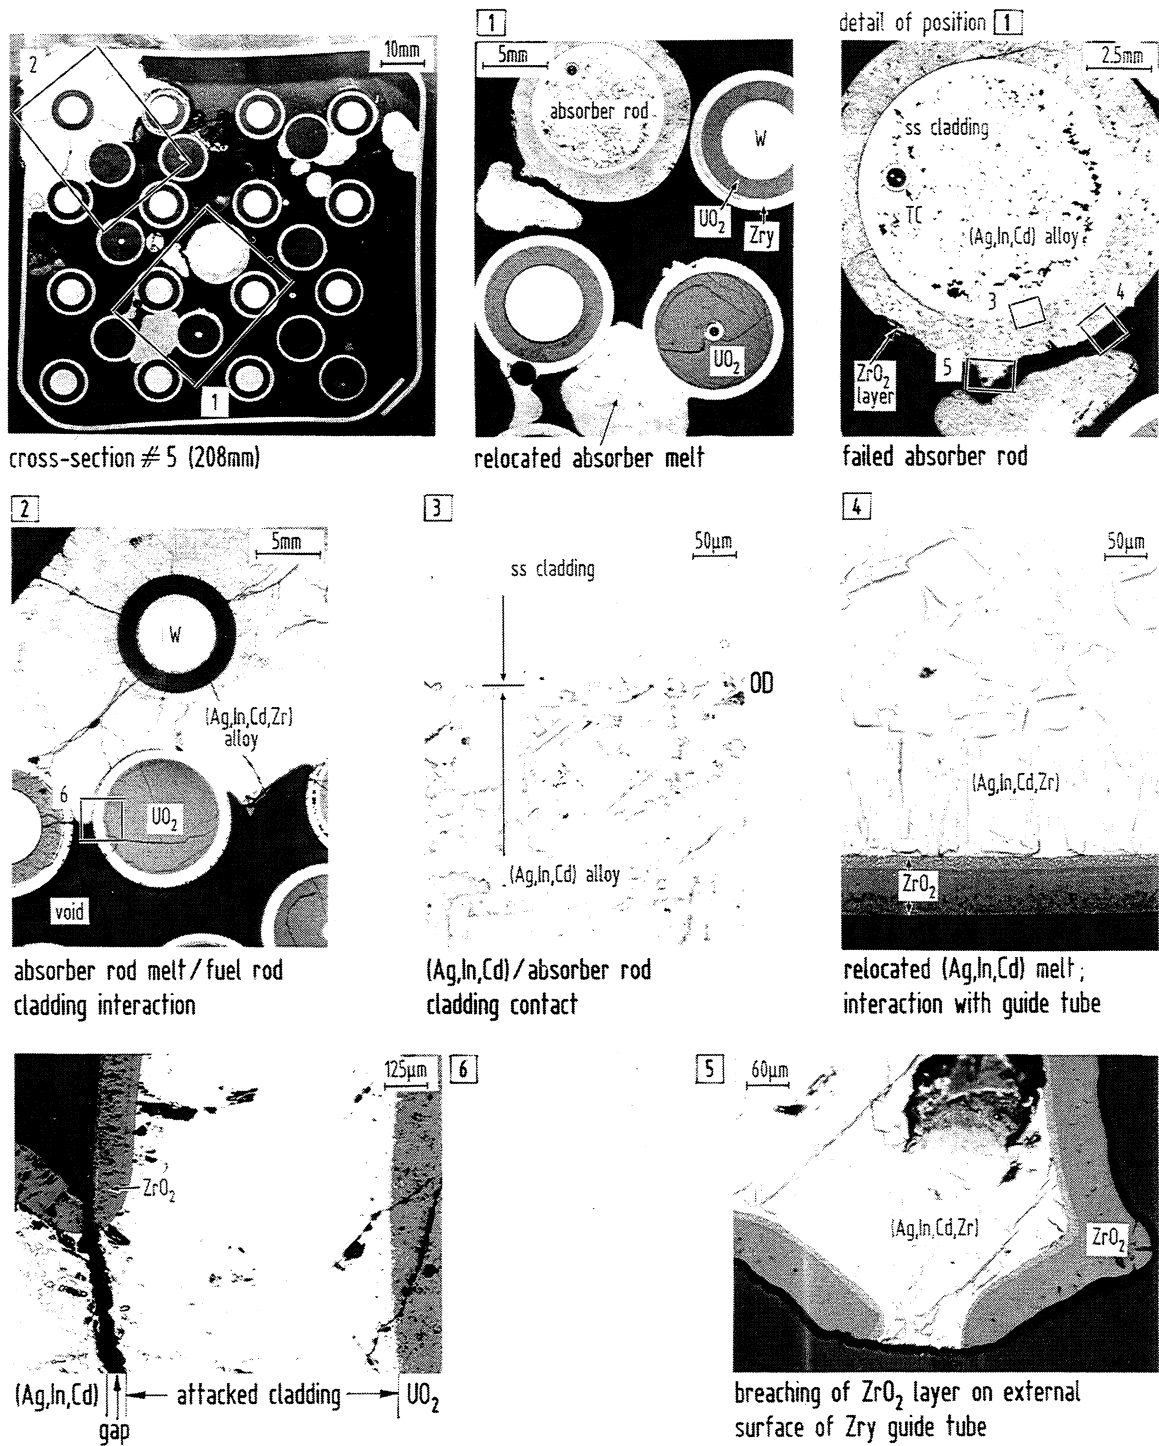 2
10mm
1
cross-section # 5 (208mm)
1
5mm
absorber rod
W
UO2
Zry
UO2
relocated absorber melt
detail of position 1
2.5mm
ss cladding
TC
(Ag,In,Cd) alloy
3
4
5
ZrO2
layer
failed absorber rod
2
5mm
W
(Ag,In,Cd,Zr)
alloy
6
UO2
void
absorber rod melt/fuel rod
cladding interaction
3
50µm
ss cladding
OD
(Ag,In,Cd) alloy
(Ag,In,Cd)/absorber rod
cladding contact
4
50µm
(Ag,In,Cd,Zr)
ZrO2
relocated (Ag,In,Cd) melt;
interaction with guide tube
125µm
6
ZrO2
(Ag,In,Cd)
gap
attacked cladding
UO2
5
60µm
(Ag,In,Cd,Zr)
ZrO2
breaching of ZrO2 layer on external
surface of Zry guide tube